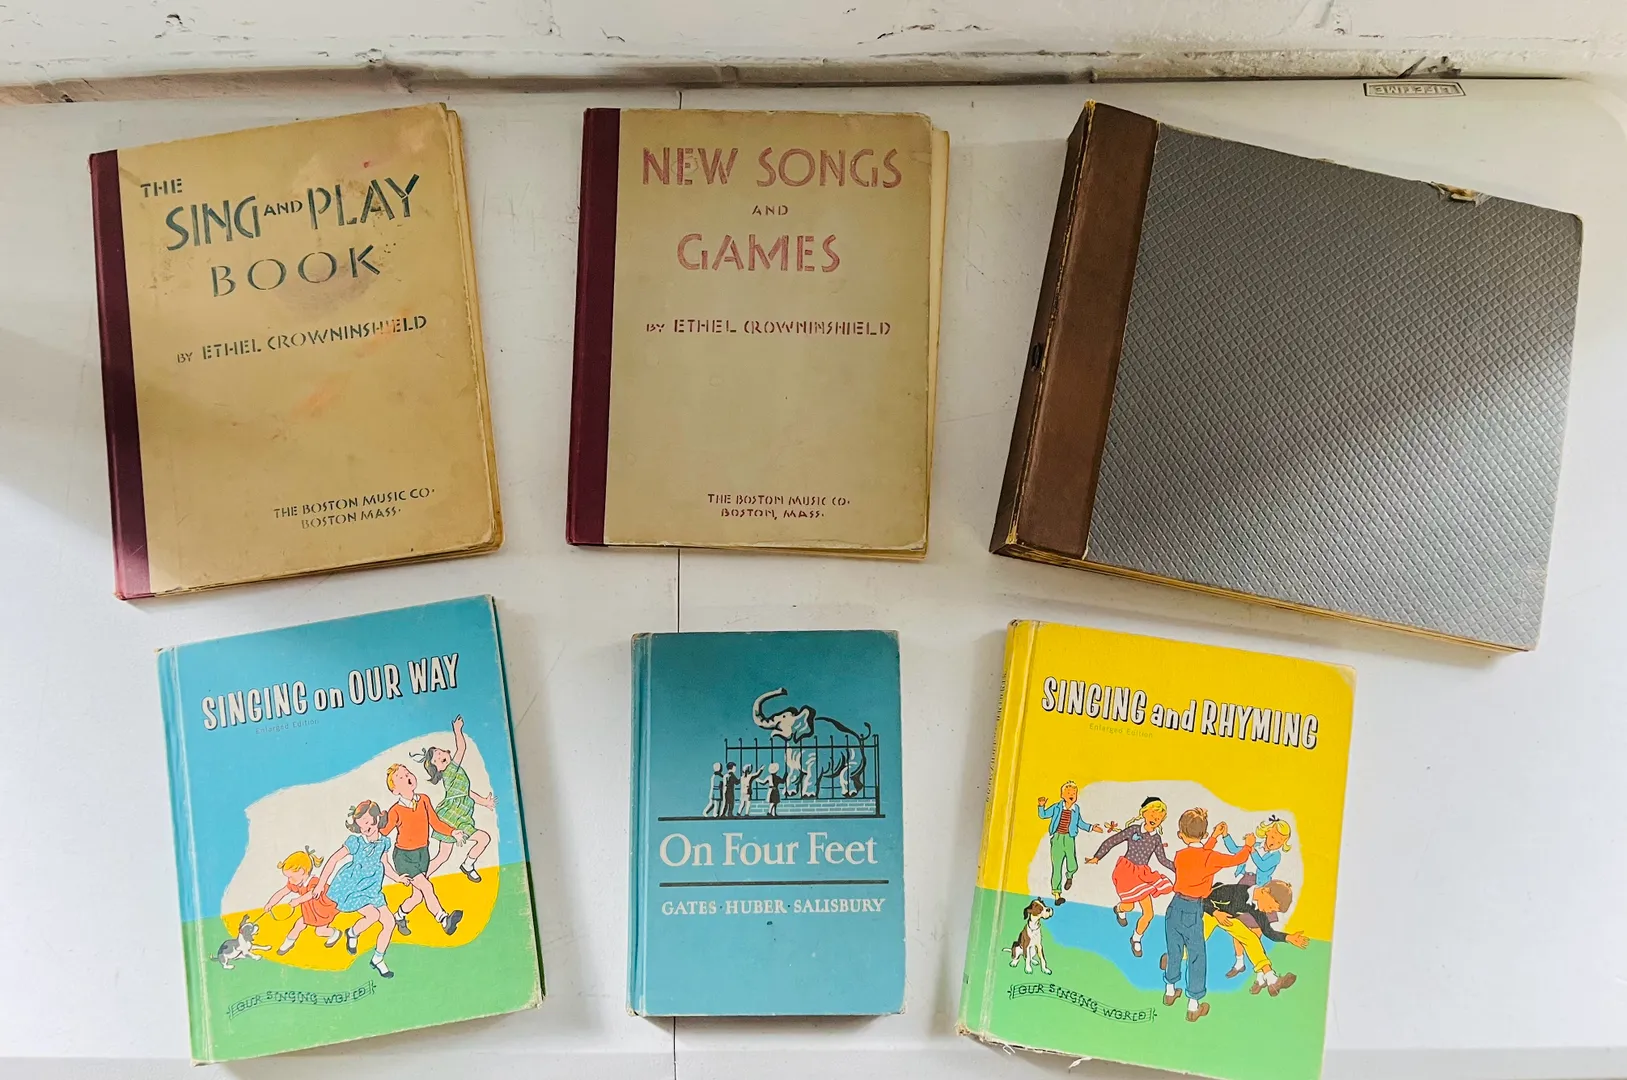 LIFETIME
THE
SING AND PLAY
BOOK
BY ETHEL CROWNINSHIELD
THE BOSTON MUSIC CO.
BOSTON MASS.
NEW SONGS
AND
GAMES
BY ETHEL CROWNINSHIELD
THE BOSTON MUSIC CO.
BOSTON, MASS.
SINGING on OUR WAY
Enlarged Edition
OUR SINGING WORLD
On Four Feet
GATES · HUBER · SALISBURY
SINGING and RHYMING
Enlarged Edition
OUR SINGING WORLD